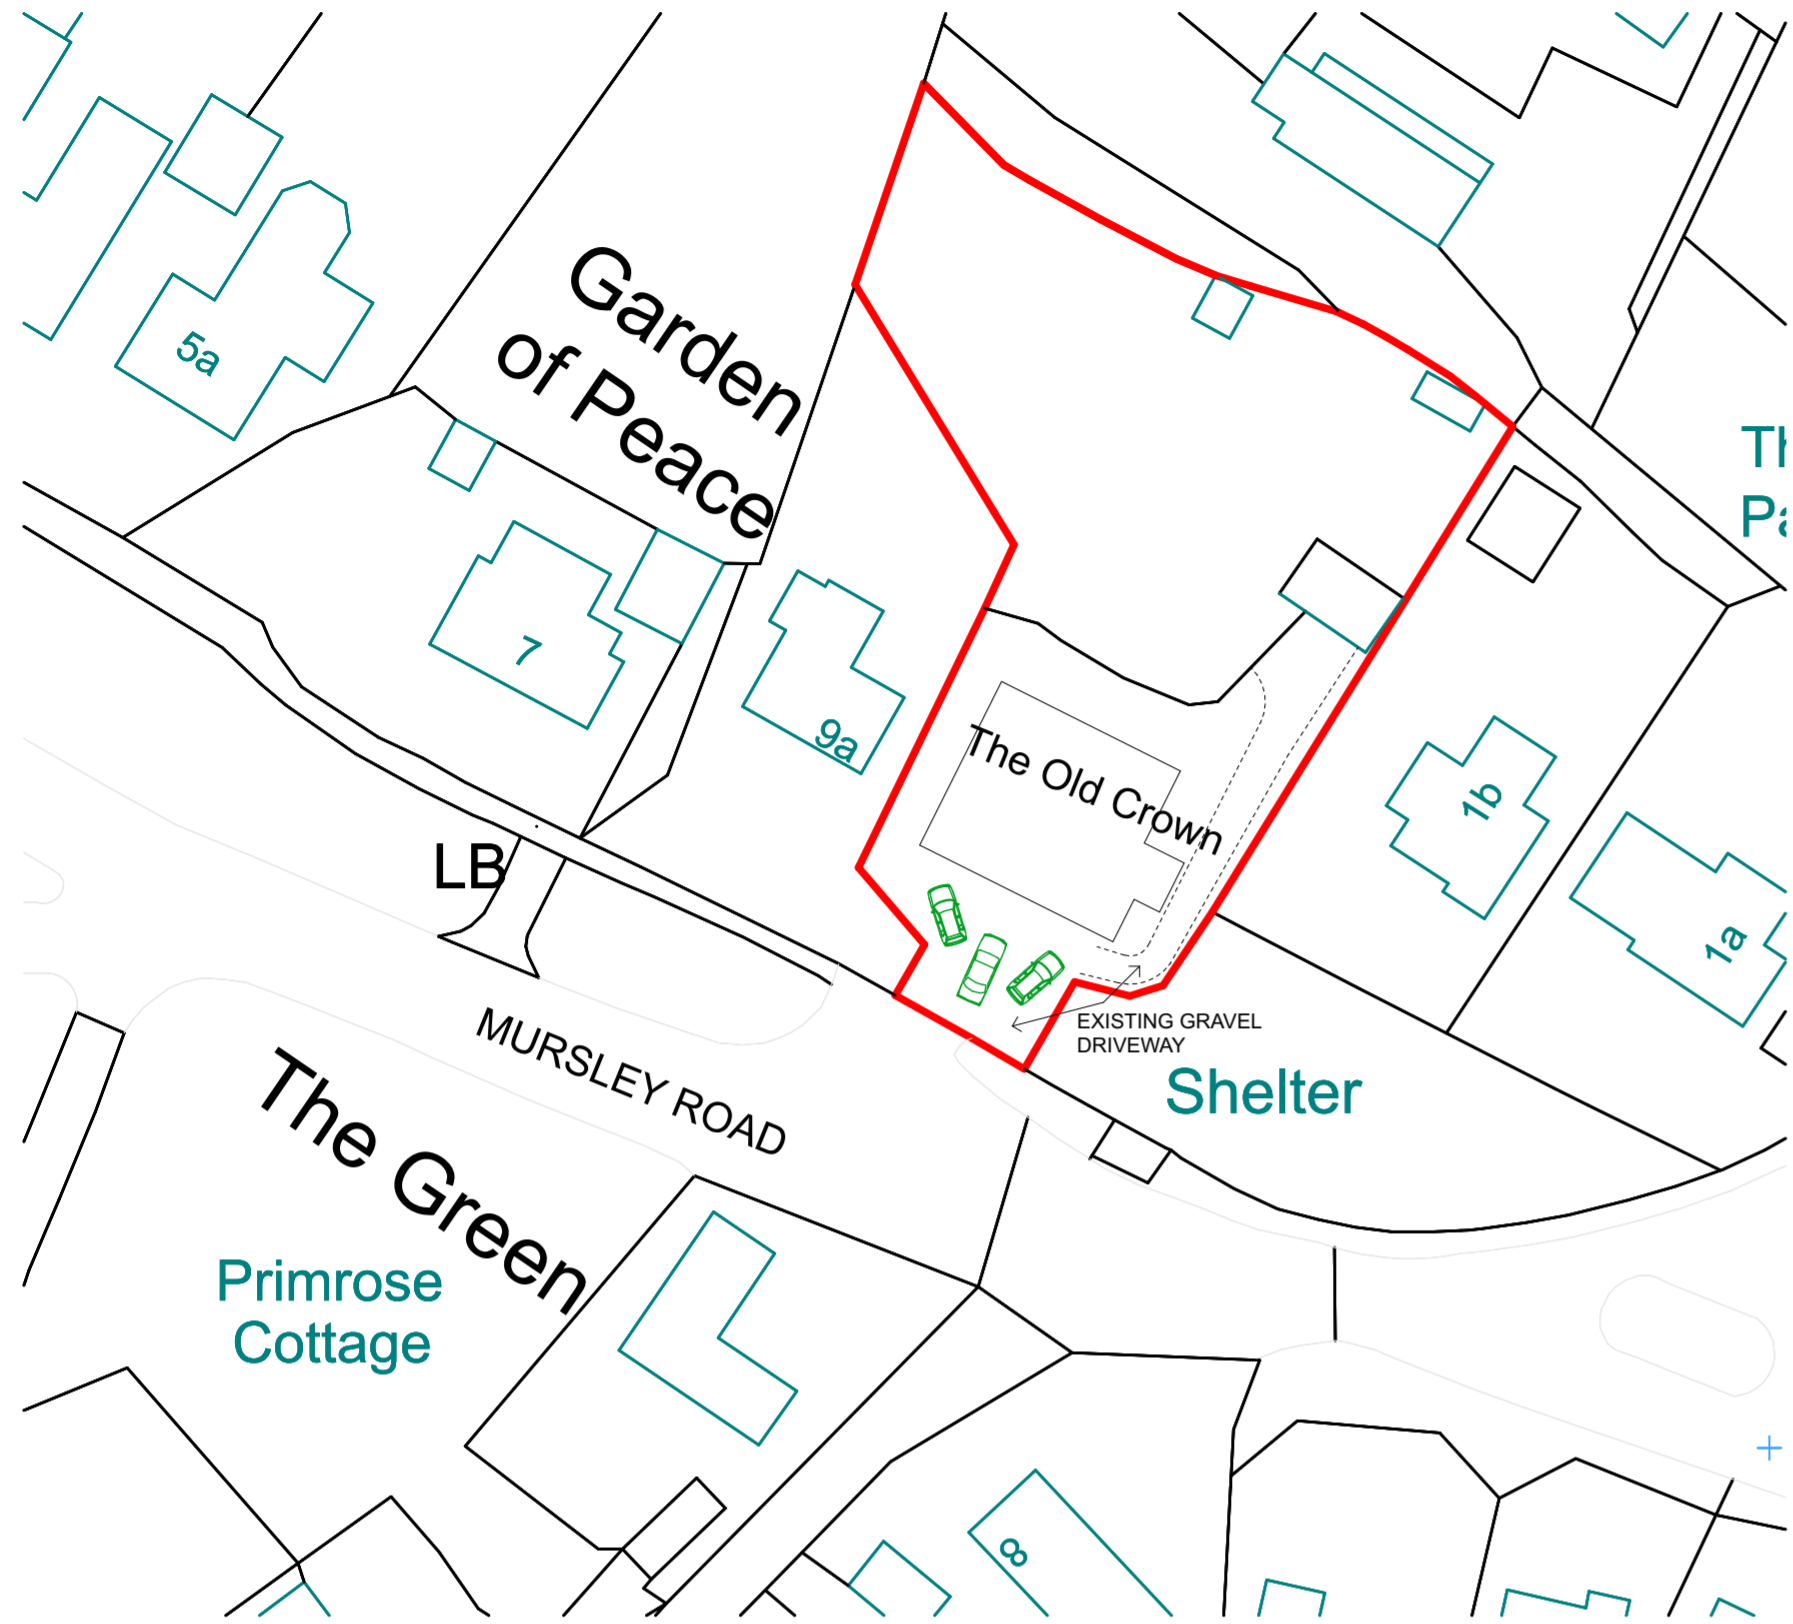 Garden
of Peace
5a
7
9a
The Old Crown
1b
1a
LB
EXISTING GRAVEL
DRIVEWAY
MURSLEY ROAD
Shelter
The Green
Primrose
Cottage
8